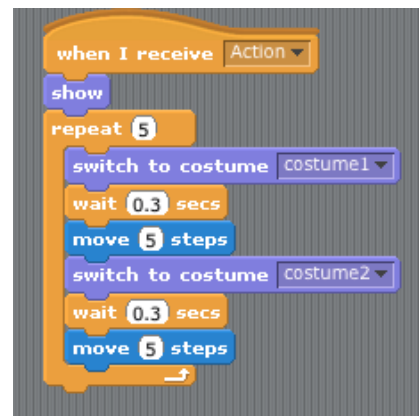 when I receive Action
show
repeat 5
switch to costume costume1
wait 0.3 secs
move 5 steps
switch to costume costume2
wait 0.3 secs
move 5 steps